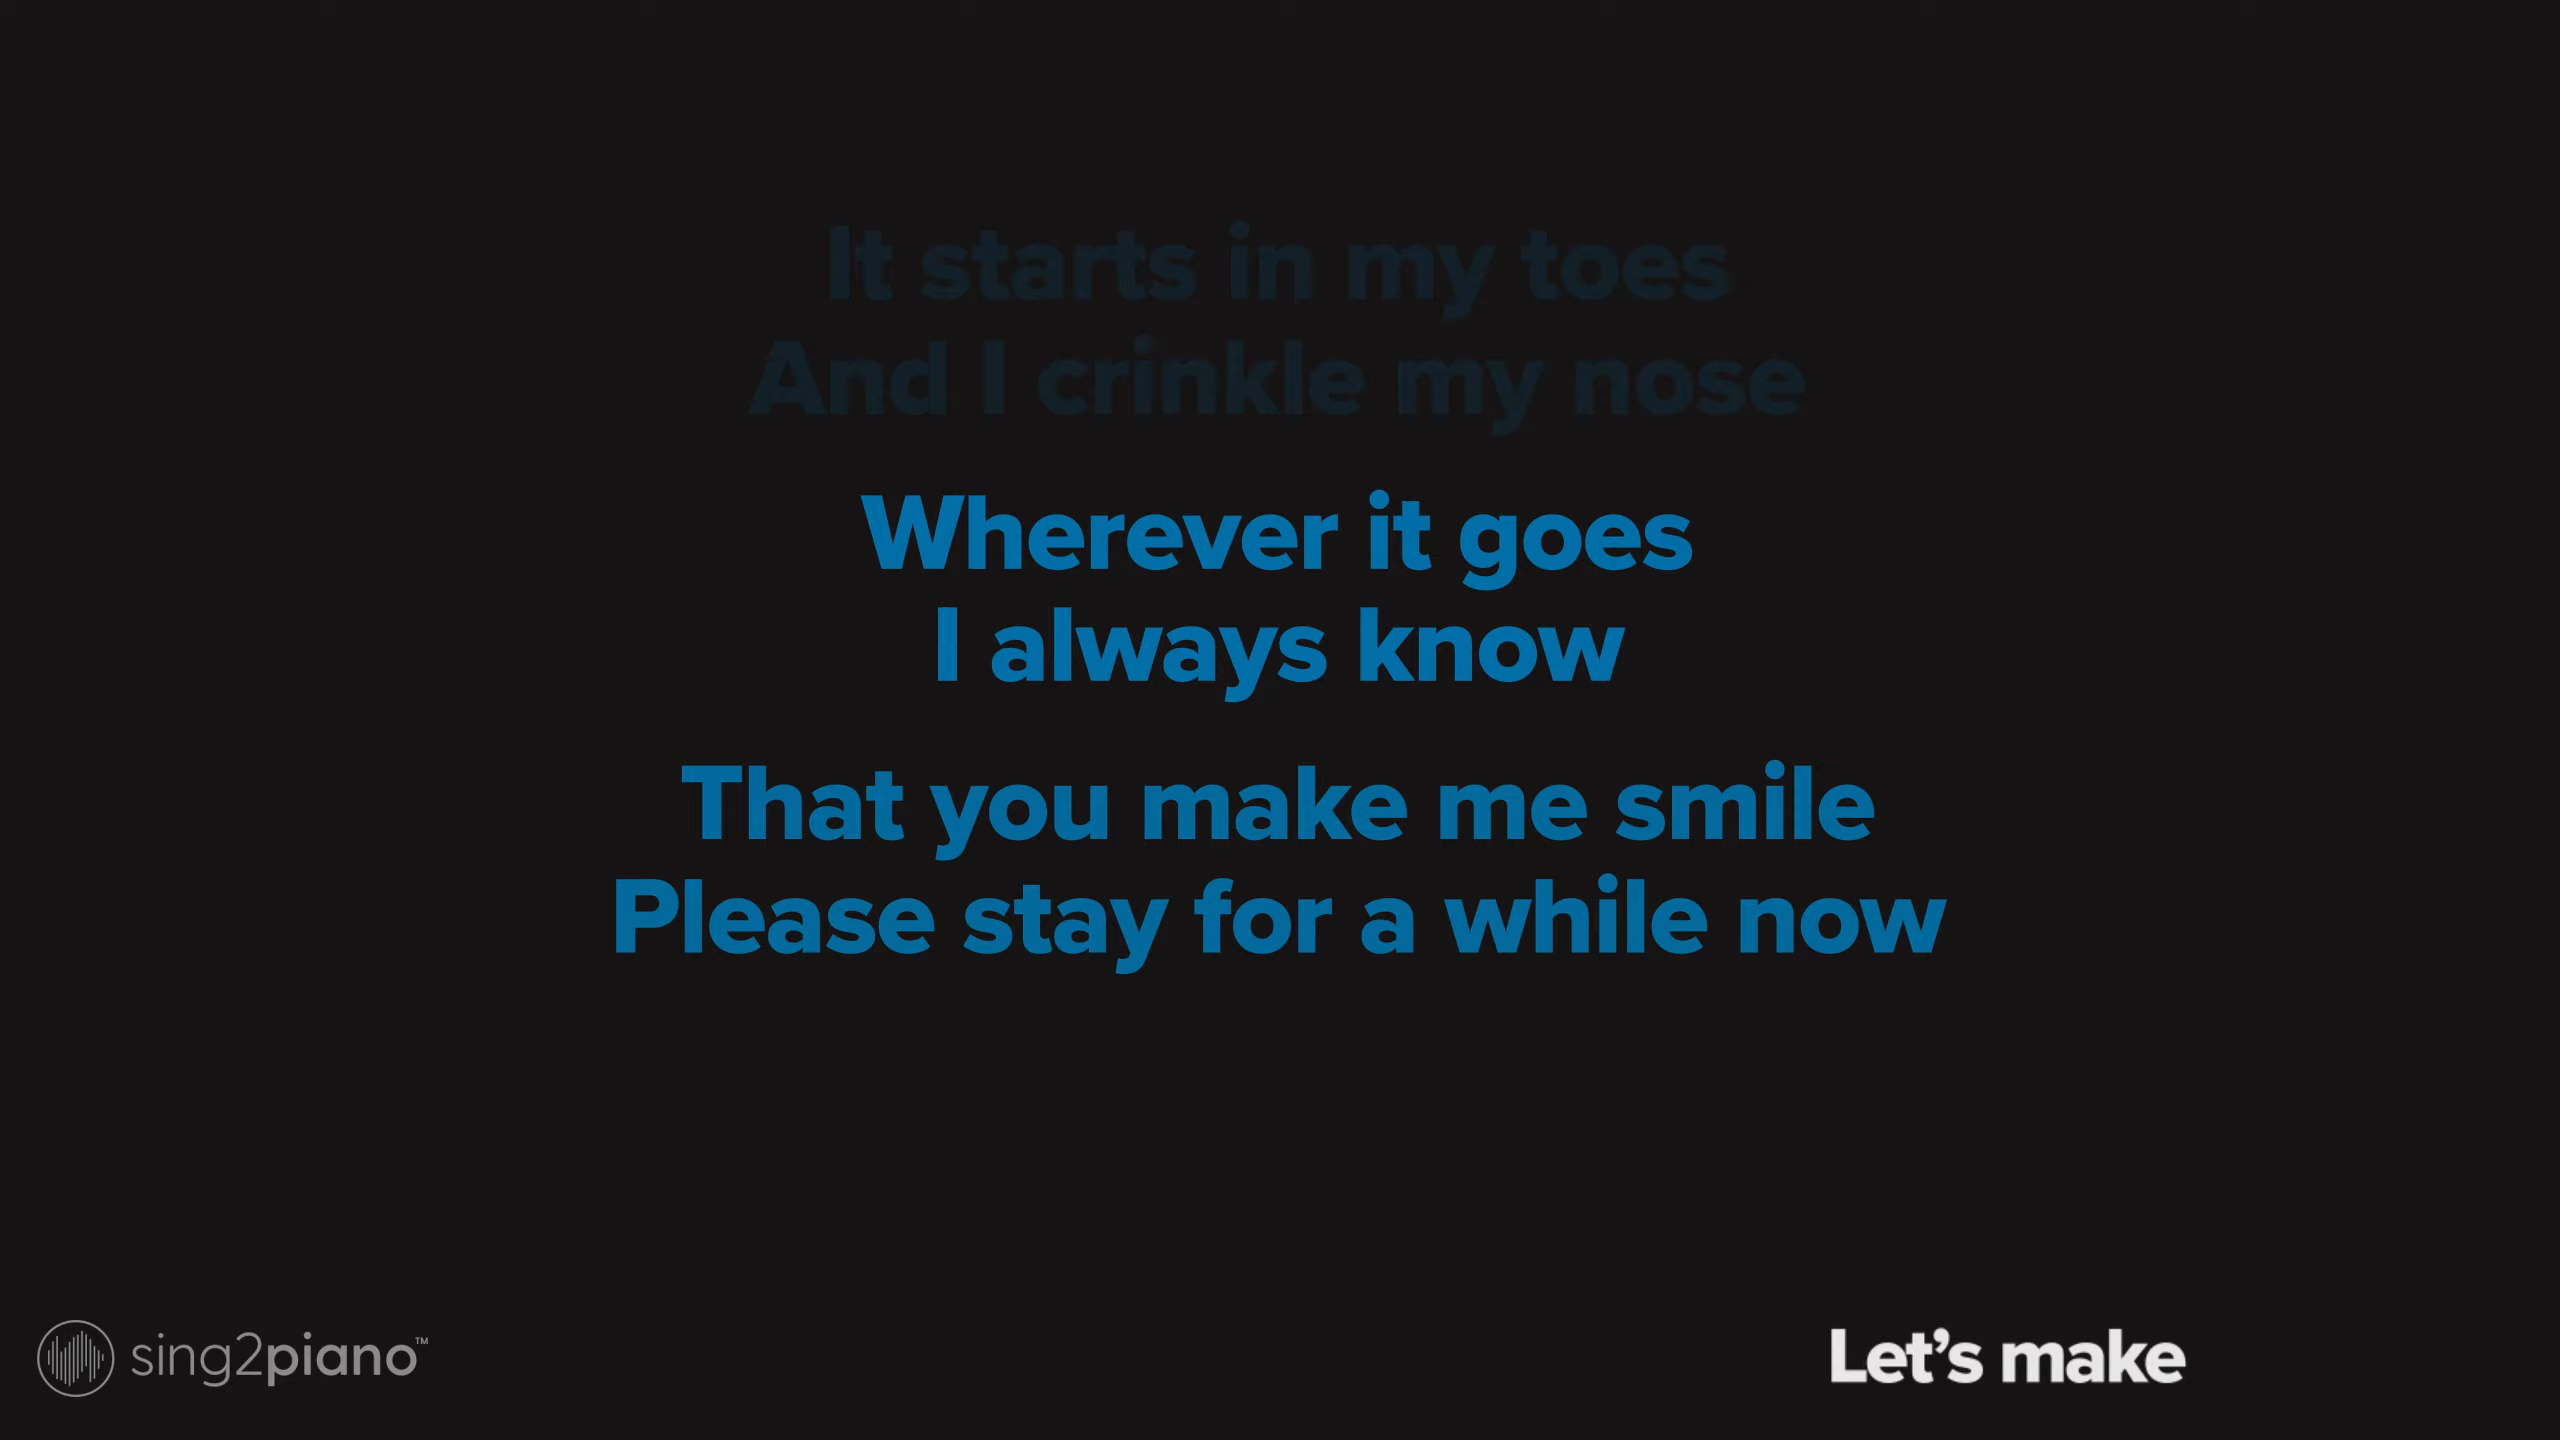 It starts in my toes
And I crinkle my nose
Wherever it goes
I always know
That you make me smile
Please stay for a while now
sing2piano™
Let's make